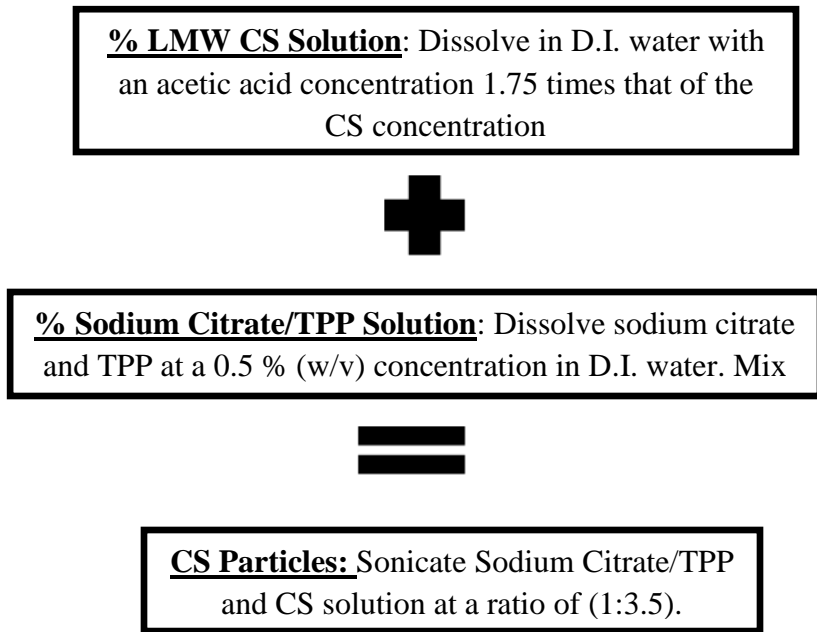 % LMW CS Solution: Dissolve in D.I. water with
an acetic acid concentration 1.75 times that of the
CS concentration
% Sodium Citrate/TPP Solution: Dissolve sodium citrate
and TPP at a 0.5 % (w/v) concentration in D.I. water. Mix
CS Particles: Sonicate Sodium Citrate/TPP
and CS solution at a ratio of (1:3.5).